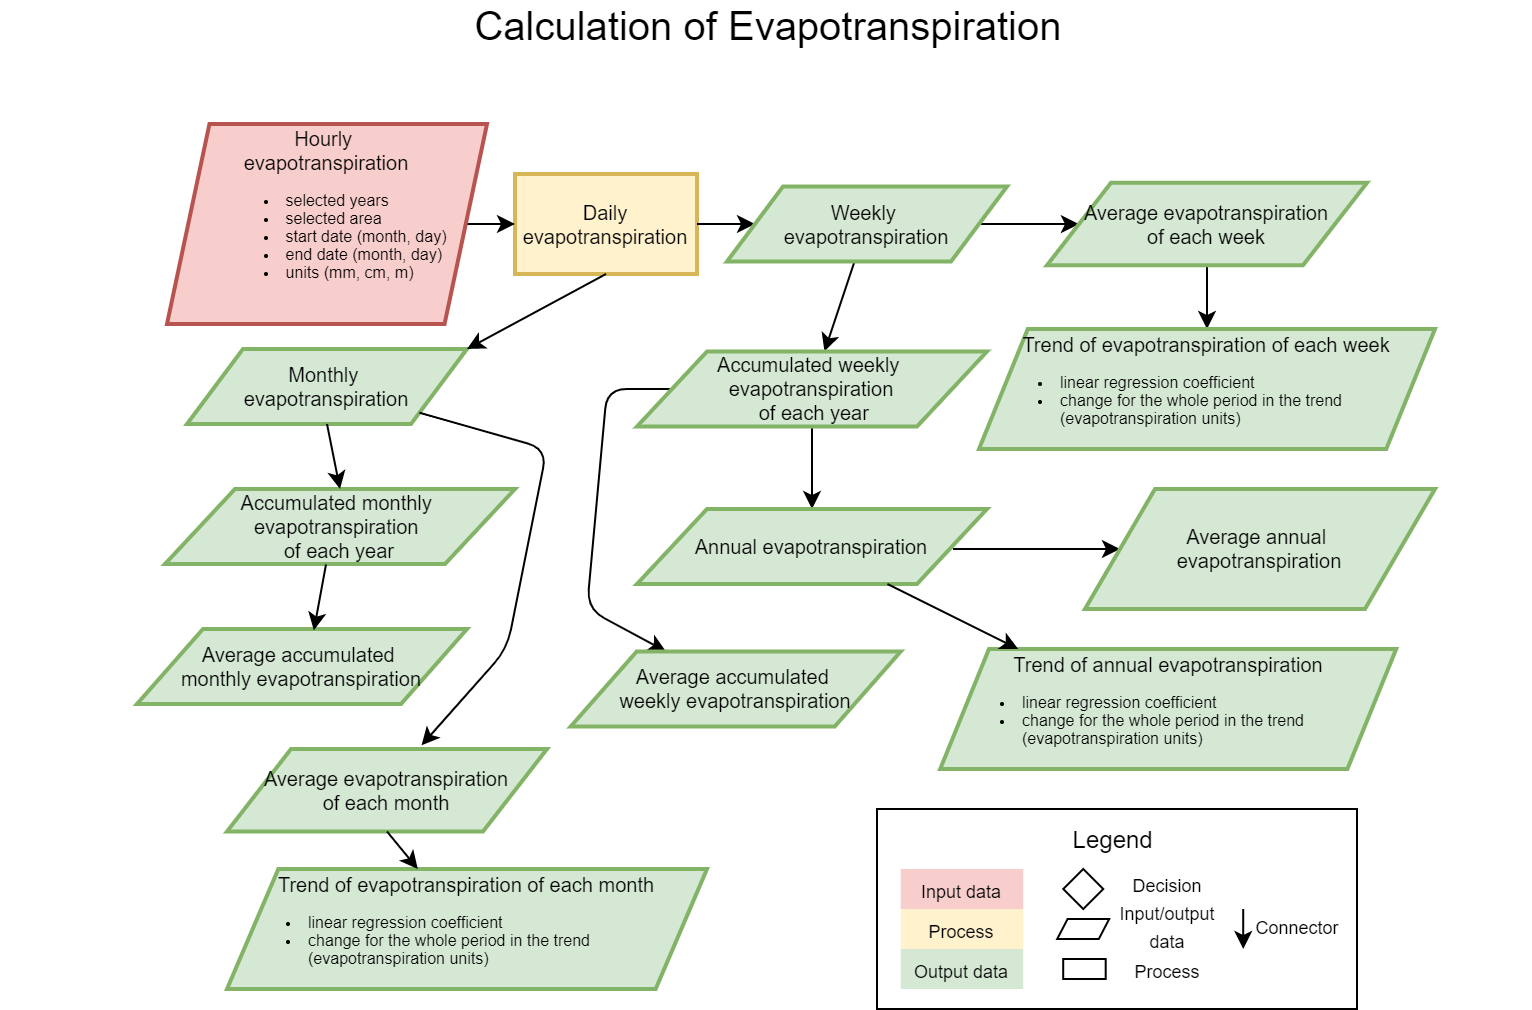 Calculation of Evapotranspiration
Hourly
evapotranspiration
• selected years
• selected area
• start date (month, day)
• end date (month, day)
• units (mm, cm, m)
Daily
evapotranspiration
Weekly
evapotranspiration
Average evapotranspiration
of each week
Trend of evapotranspiration of each week
• linear regression coefficient
• change for the whole period in the trend
(evapotranspiration units)
Monthly
evapotranspiration
Accumulated weekly
evapotranspiration
of each year
Accumulated monthly
evapotranspiration
of each year
Annual evapotranspiration
Average annual
evapotranspiration
Average accumulated
monthly evapotranspiration
Average accumulated
weekly evapotranspiration
Trend of annual evapotranspiration
• linear regression coefficient
• change for the whole period in the trend
(evapotranspiration units)
Average evapotranspiration
of each month
Trend of evapotranspiration of each month
• linear regression coefficient
• change for the whole period in the trend
(evapotranspiration units)
Legend
Input data
Process
Output data
Decision
Input/output
data
Process
Connector